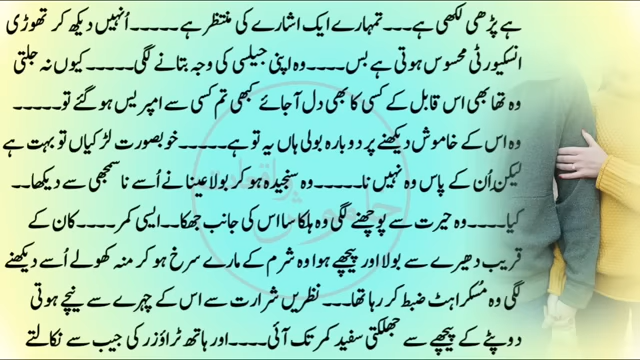 ہے پڑھی لکھی ہے۔۔۔۔ تمہارے ایک اشارے کی منتظر ہے۔۔۔۔۔ اُنہیں دیکھ کر تھوڑی
انسکیورٹی محسوس ہوتی ہے بس۔۔۔۔ وہ اپنی جیلسی کی وجہ بتانے لگی۔۔۔۔۔ کیوں نہ جلتی
وہ تھا بھی اس قابل کے کسی کا بھی دل آجائے کبھی تم کسی سے امپریس ہو گئے تو۔۔۔۔۔
وہ اس کے خاموش دیکھنے پر دوبارہ بولی ہاں یہ تو ہے۔۔۔۔۔ خوبصورت لڑکیاں تو بہت ہے
لیکن اُن کے پاس وہ نہیں نا۔۔۔۔۔ وہ سنجیدہ ہو کر بولا عینا نے اُسے نا سمجھی سے دیکھا۔۔
کیا۔۔۔۔ وہ حیرت سے پوچھنے لگی وہ ہلکا سا اس کی جانب جھکا۔۔ ایسی کمر۔۔۔۔ کان کے
قریب دھیرے سے بولا اور پیچھے ہوا وہ شرم کے مارے سرخ ہو کر منہ کھولے اُسے دیکھنے
لگی وہ مُسکراہٹ ضبط کر رہا تھا۔۔۔۔ نظریں شرارت سے اس کے چہرے سے نیچے ہوتی
دوپٹے کے پیچھے سے جھلکتی سفید کمر تک آئی۔۔۔۔ اور ہاتھ ٹراؤزر کی جیب سے نکالتے